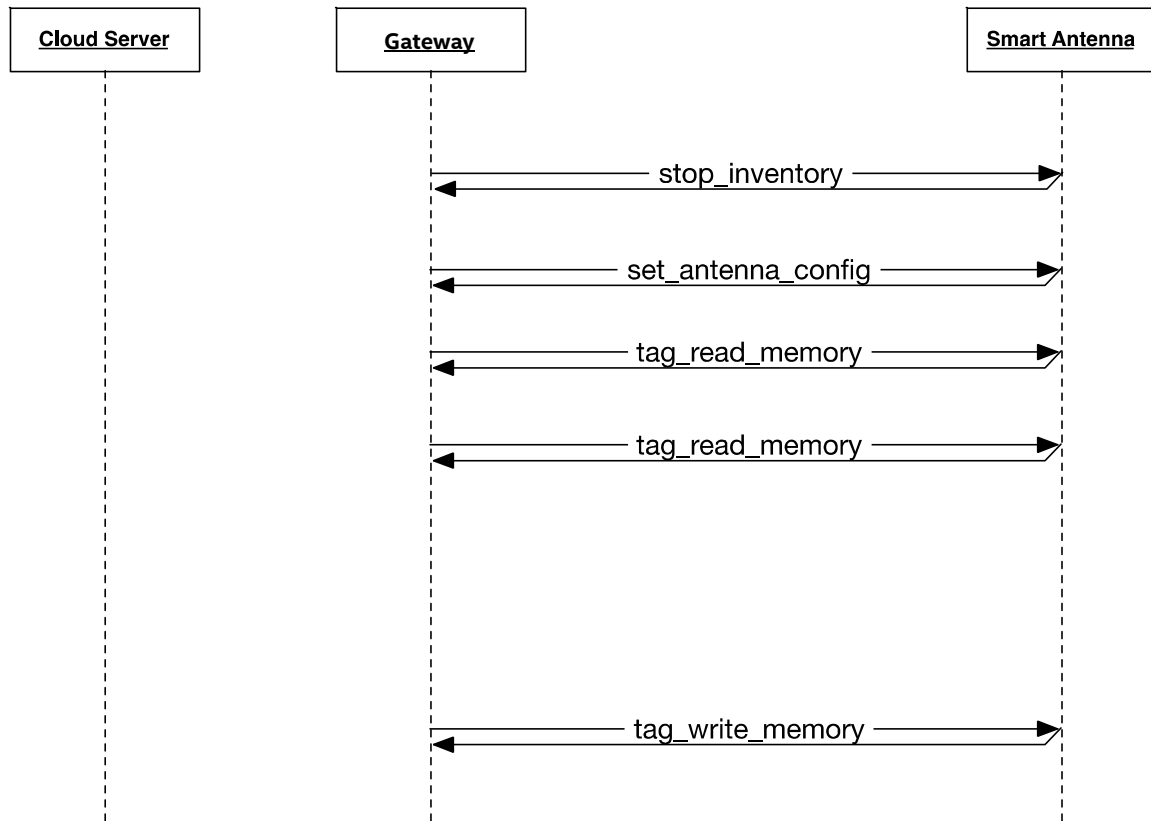 Cloud Server
Gateway
Smart Antenna
stop_inventory
set_antenna_config
tag_read_memory
tag_read_memory
tag_write_memory